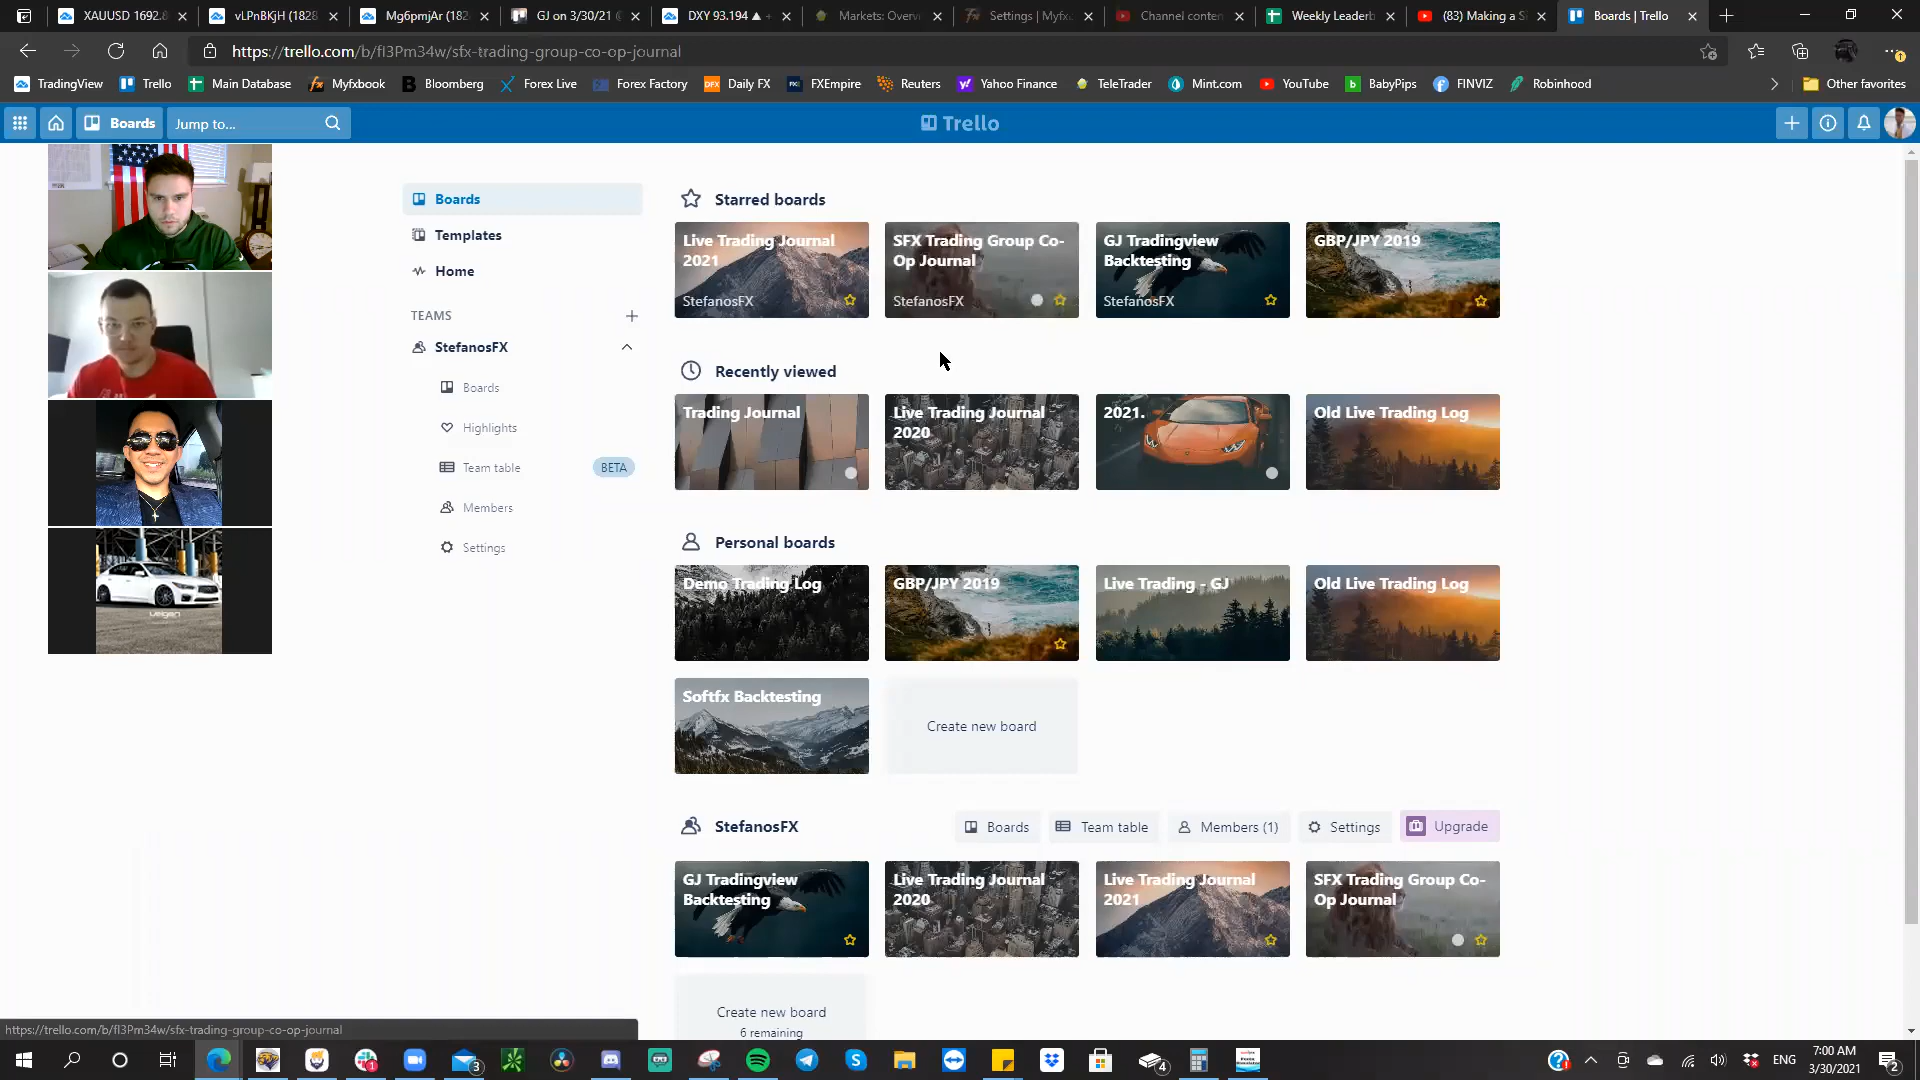 XAUUSD 1692.8
vLPnBKjH (1828
Mg6pmjAr (182
GJ on 3/30/21 @
DXY 93.194 ▲ +
Markets: Overv
Settings | Myfx
Channel conten
Weekly Leaderb
(83) Making a S
Boards | Trello
https://trello.com/b/fI3Pm34w/sfx-trading-group-co-op-journal
TradingView
Trello
Main Database
Myfxbook
Bloomberg
Forex Live
Forex Factory
Daily FX
FXEmpire
Reuters
Yahoo Finance
TeleTrader
Mint.com
YouTube
BabyPips
FINVIZ
Robinhood
Other favorites
Boards
Jump to...
Trello
Boards
Templates
Home
TEAMS
StefanosFX
Boards
Highlights
Team table
BETA
Members
Settings
Starred boards
Live Trading Journal
2021
StefanosFX
SFX Trading Group Co-
Op Journal
StefanosFX
GJ Tradingview
Backtesting
StefanosFX
GBP/JPY 2019
Recently viewed
Trading Journal
Live Trading Journal
2020
2021.
Old Live Trading Log
Personal boards
Demo Trading Log
GBP/JPY 2019
Live Trading - GJ
Old Live Trading Log
Softfx Backtesting
Create new board
StefanosFX
Boards
Team table
Members (1)
Settings
Upgrade
GJ Tradingview
Backtesting
Live Trading Journal
2020
Live Trading Journal
2021
SFX Trading Group Co-
Op Journal
Create new board
6 remaining
https://trello.com/b/fI3Pm34w/sfx-trading-group-co-op-journal
ENG
7:00 AM
3/30/2021